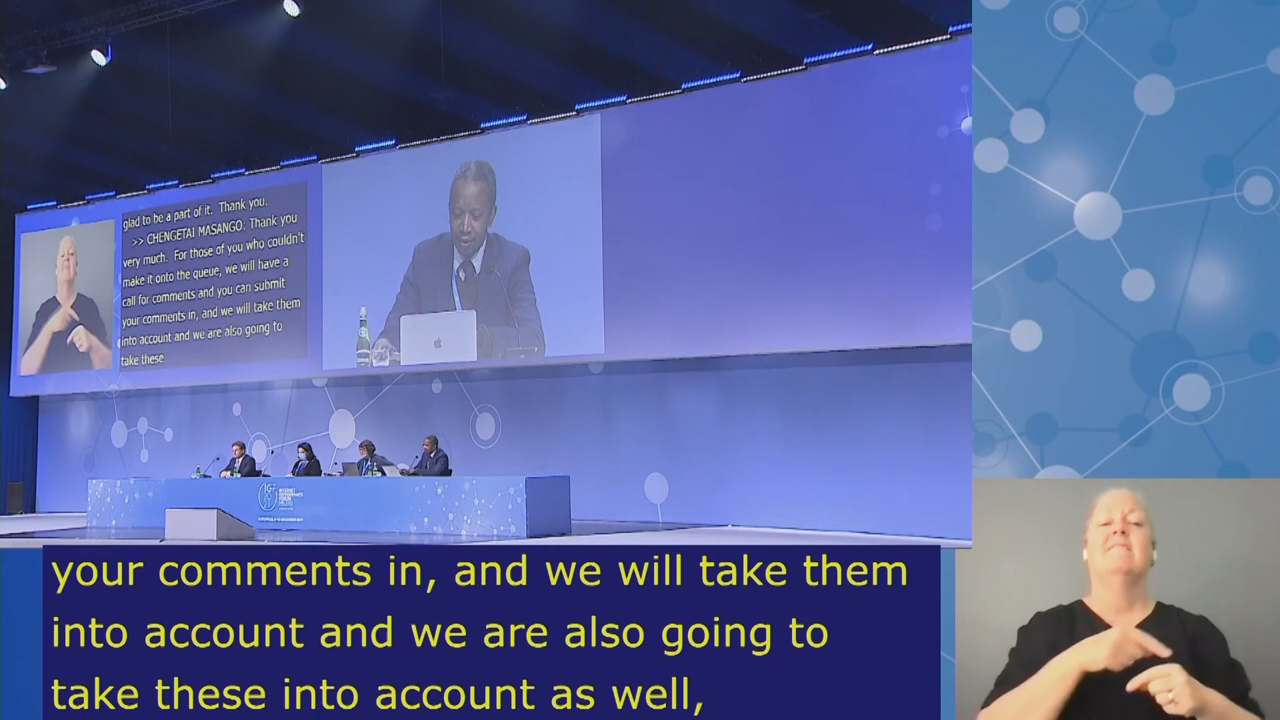 glad to be a part of it. Thank you.
>> CHENGETAI MASANGO: Thank you
very much. For those of you who couldn't
make it onto the queue, we will have a
call for comments and you can submit
your comments in, and we will take them
into account and we are also going to
take these
INTERNET
GOVERNANCE
FORUM
your comments in, and we will take them
into account and we are also going to
take these into account as well,